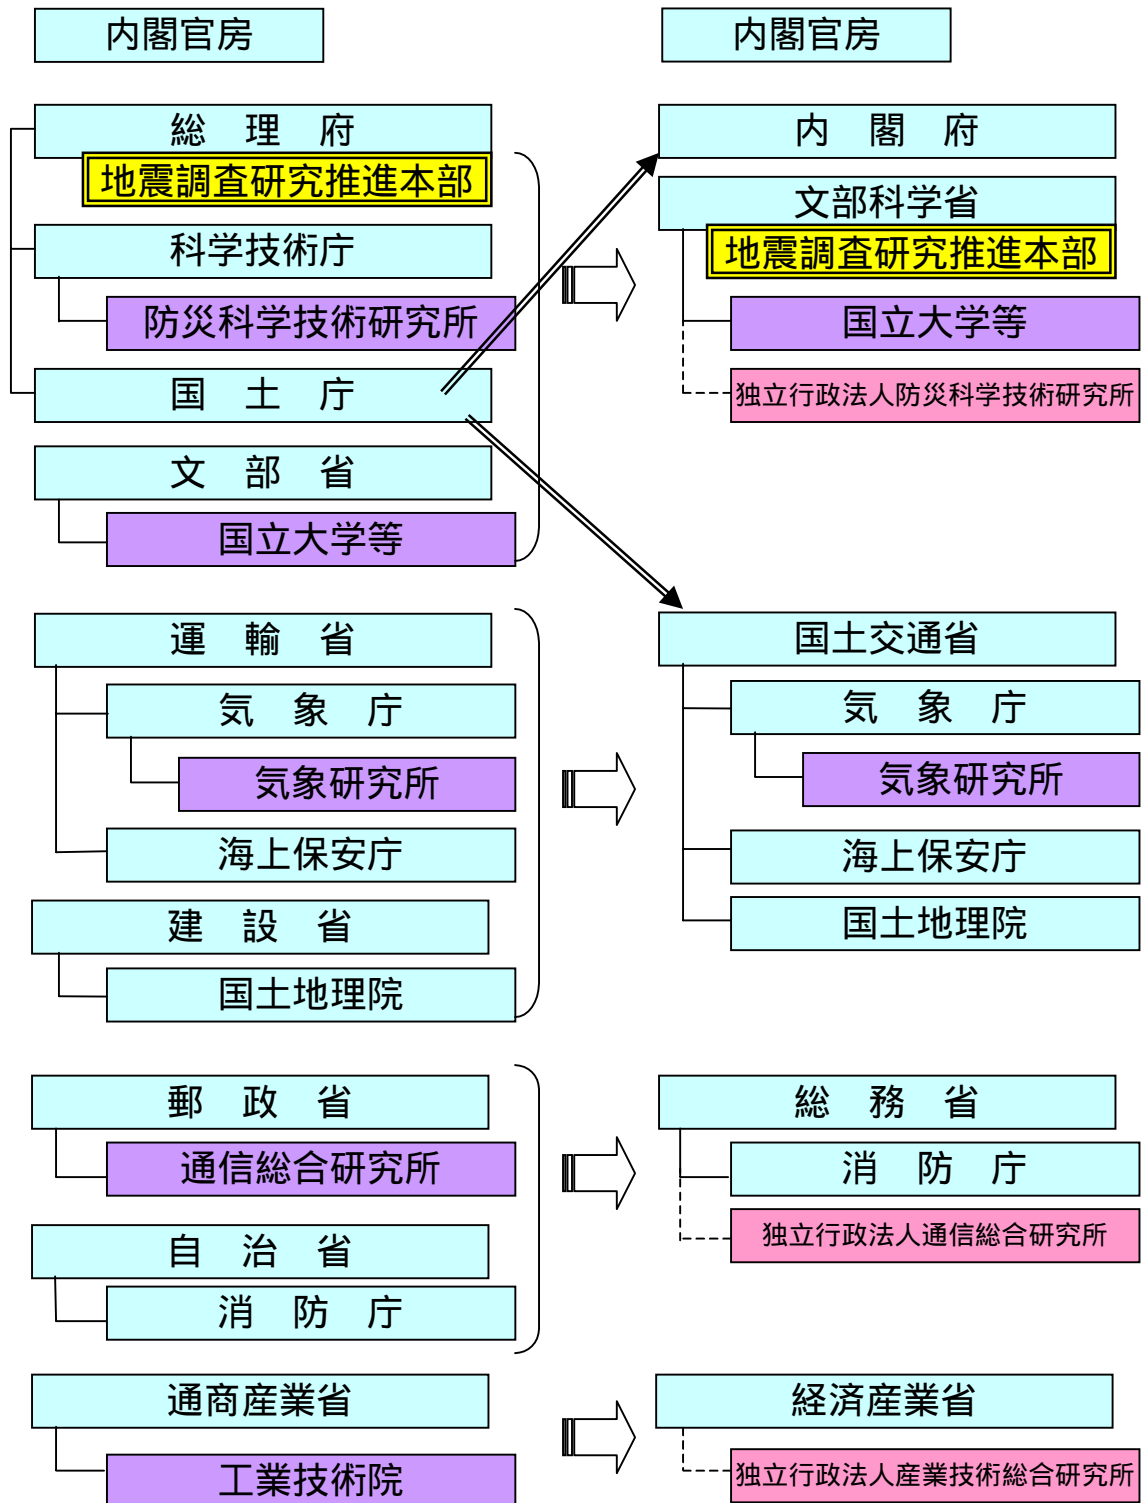 内閣官房
総　理　府
地震調査研究推進本部
科学技術庁
防災科学技術研究所
国　土　庁
文　部　省
国立大学等
運　輸　省
気　象　庁
気象研究所
海上保安庁
建　設　省
国土地理院
郵　政　省
通信総合研究所
自　治　省
消　防　庁
通商産業省
工業技術院
内閣官房
内　閣　府
文部科学省
地震調査研究推進本部
国立大学等
独立行政法人防災科学技術研究所
国土交通省
気　象　庁
気象研究所
海上保安庁
国土地理院
総　務　省
消　防　庁
独立行政法人通信総合研究所
経済産業省
独立行政法人産業技術総合研究所